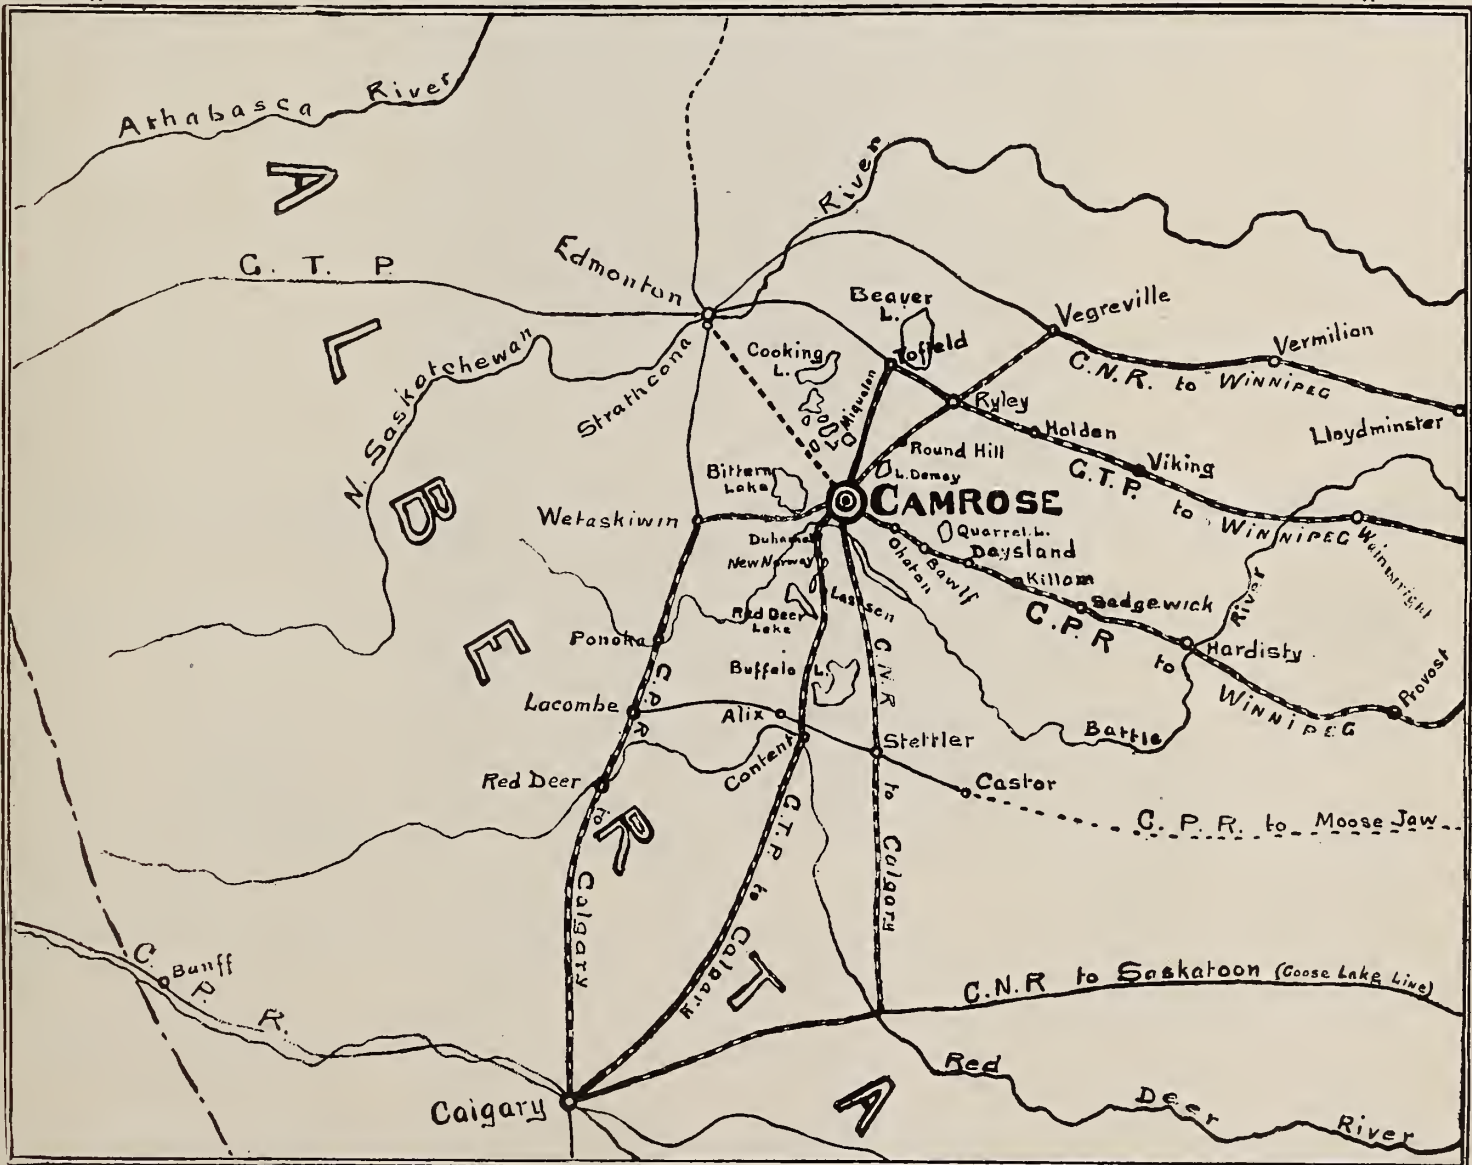 Athabasca River
ALBERTA
G. T. P.
Edmonton
River
Beaver
L.
Vegreville
Vermilion
Cooking
L.
Tofield
C.N.R. to WINNIPEG
N. Saskatchewan
Strathcona
Miquelon
L.
Ryley
Holden
Lloydminster
Round Hill
Viking
G.T.P. to WINNIPEG
Bittern
Lake
L. Demay
CAMROSE
Wetaskiwin
Duhamel
Quarrel L.
Wainwright
New Norway
Ohaton
Bawlf
Daysland
Killam
Sedgewick
River
Red Deer
Lake
C.P.R to WINNIPEG
Hardisty
Ponoka
Buffalo L.
Provost
Lacombe
Alix
Battle
Content
Stettler
Red Deer
Castor
C. P. R. to Moose Jaw
C.P.R to Calgary
G.T.P. to Calgary
C.N.R to Calgary
C. P. R.
Banff
C.N.R to Saskatoon (Goose Lake Line)
Calgary
Red Deer River